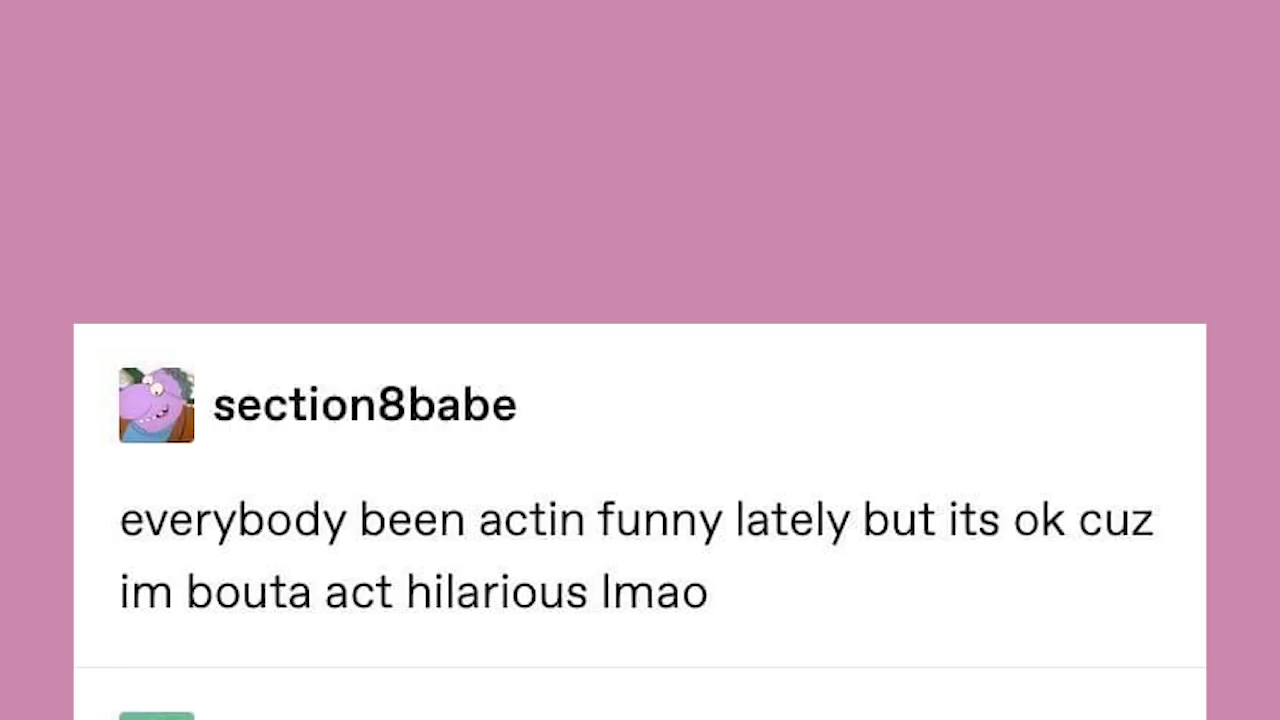 section8babe
everybody been actin funny lately but its ok cuz
im bouta act hilarious lmao